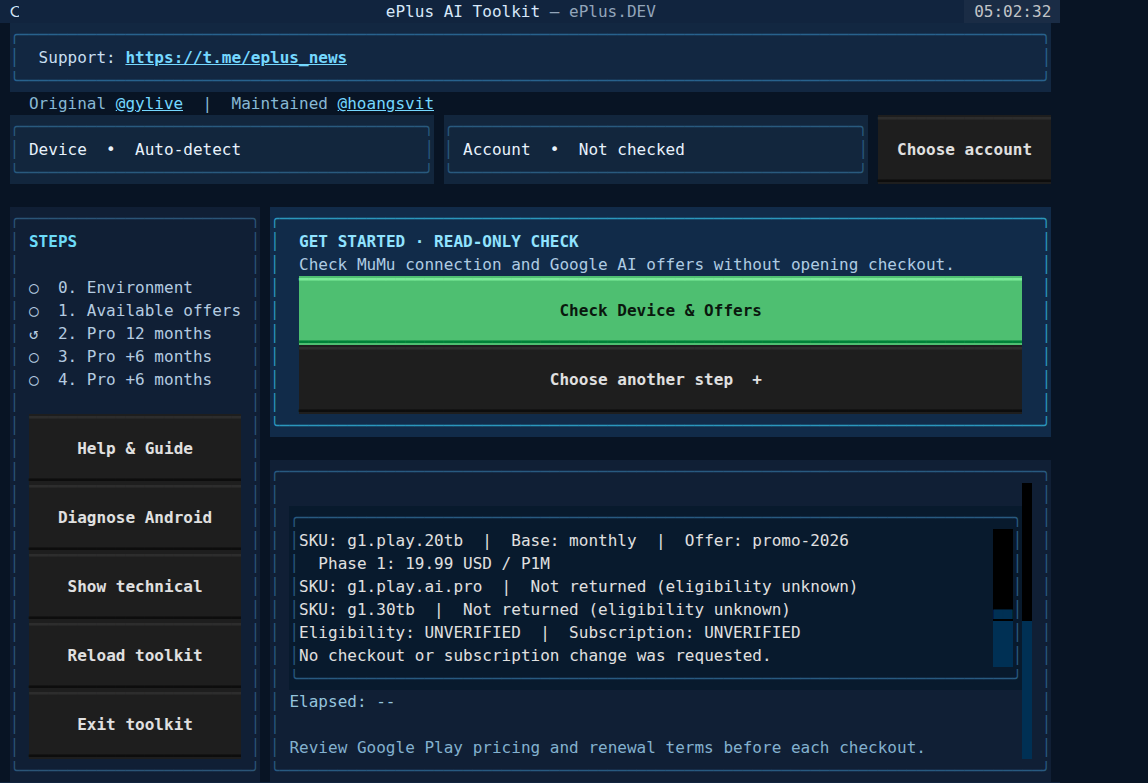 C ePlus AI Toolkit — ePlus.DEV 05:02:32
Support: https://t.me/eplus_news
Original @gylive | Maintained @hoangsvit
Device • Auto-detect
Account • Not checked
Choose account
STEPS
○ 0. Environment
○ 1. Available offers
↺ 2. Pro 12 months
○ 3. Pro +6 months
○ 4. Pro +6 months
Help & Guide
Diagnose Android
Show technical
Reload toolkit
Exit toolkit
GET STARTED · READ-ONLY CHECK
Check MuMu connection and Google AI offers without opening checkout.
Check Device & Offers
Choose another step +
SKU: g1.play.20tb | Base: monthly | Offer: promo-2026
Phase 1: 19.99 USD / P1M
SKU: g1.play.ai.pro | Not returned (eligibility unknown)
SKU: g1.30tb | Not returned (eligibility unknown)
Eligibility: UNVERIFIED | Subscription: UNVERIFIED
No checkout or subscription change was requested.
Elapsed: --
Review Google Play pricing and renewal terms before each checkout.